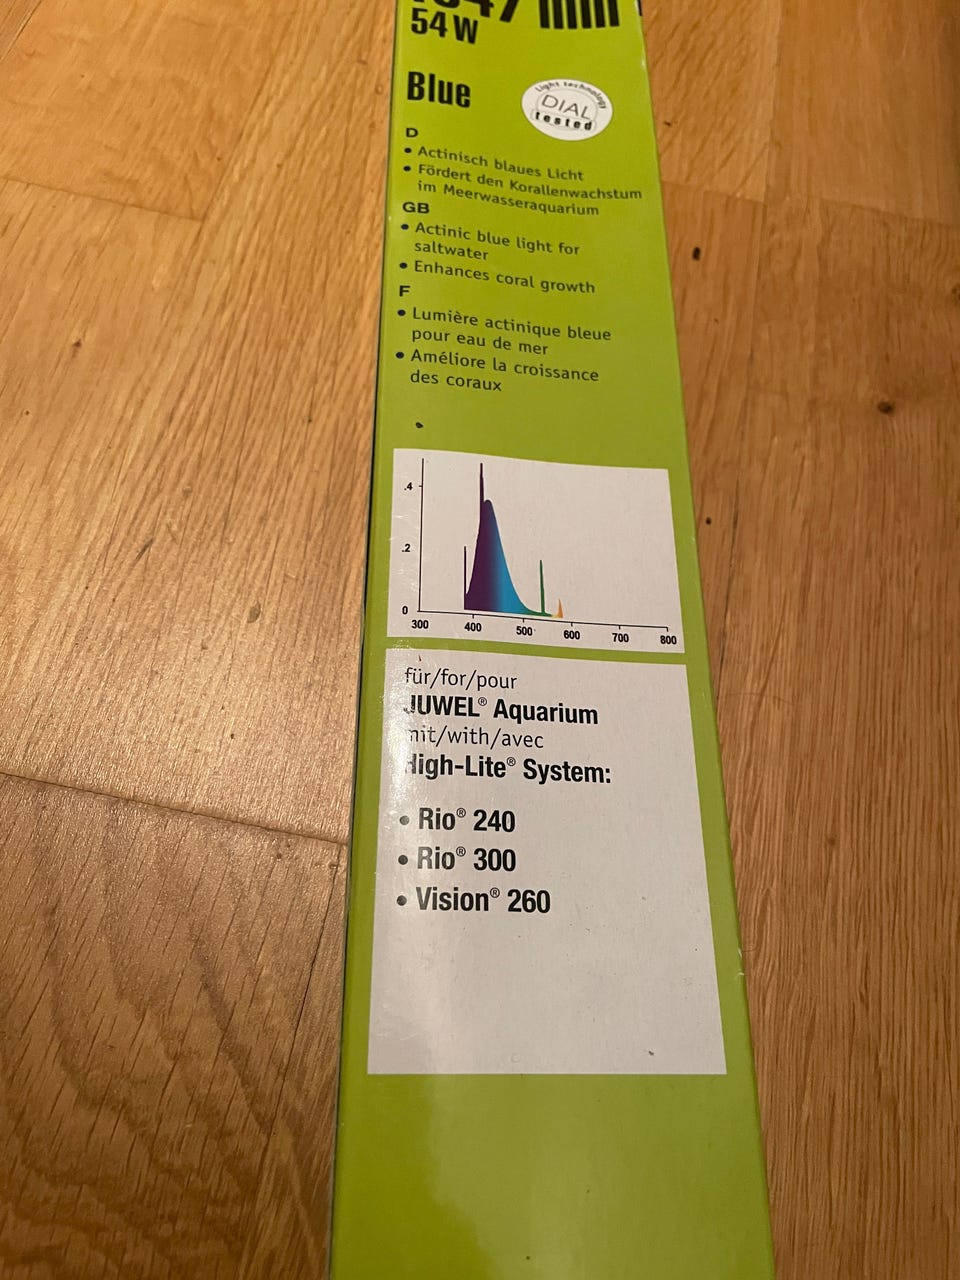 54 W
Blue
Light technology
DIAL
tested
D
• Actinisch blaues Licht
• Fördert den Korallenwachstum
im Meerwasseraquarium
GB
• Actinic blue light for
saltwater
• Enhances coral growth
F
• Lumière actinique bleue
pour eau de mer
• Améliore la croissance
des coraux
.4
.2
0
300 400 500 600 700 800
für/for/pour
JUWEL® Aquarium
mit/with/avec
High-Lite® System:
• Rio® 240
• Rio® 300
• Vision® 260